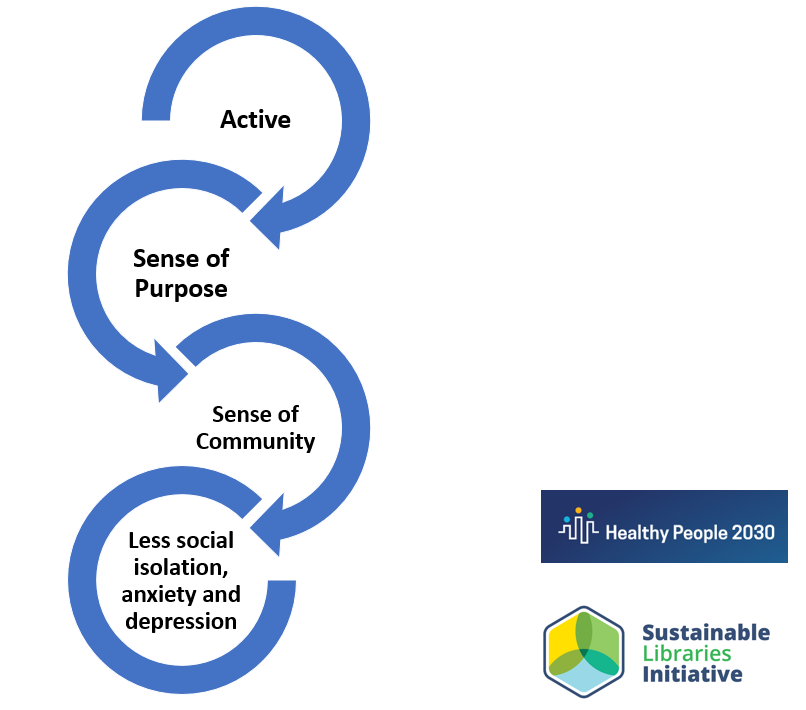 Active
Sense of
Purpose
Sense of
Community
Less social
isolation,
anxiety and
depression
Healthy People 2030
Sustainable
Libraries
Initiative